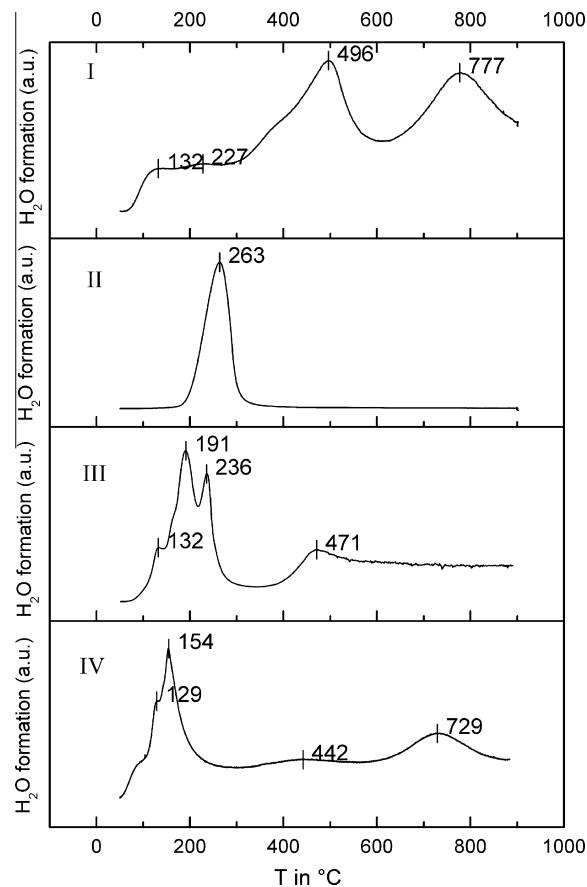 0 200 400 600 800 1000
I
496
777
132
227
H₂O formation (a.u.)
II
263
H₂O formation (a.u.)
III
191
236
132
471
H₂O formation (a.u.)
IV
154
129
442
729
H₂O formation (a.u.)
0 200 400 600 800 1000
T in °C